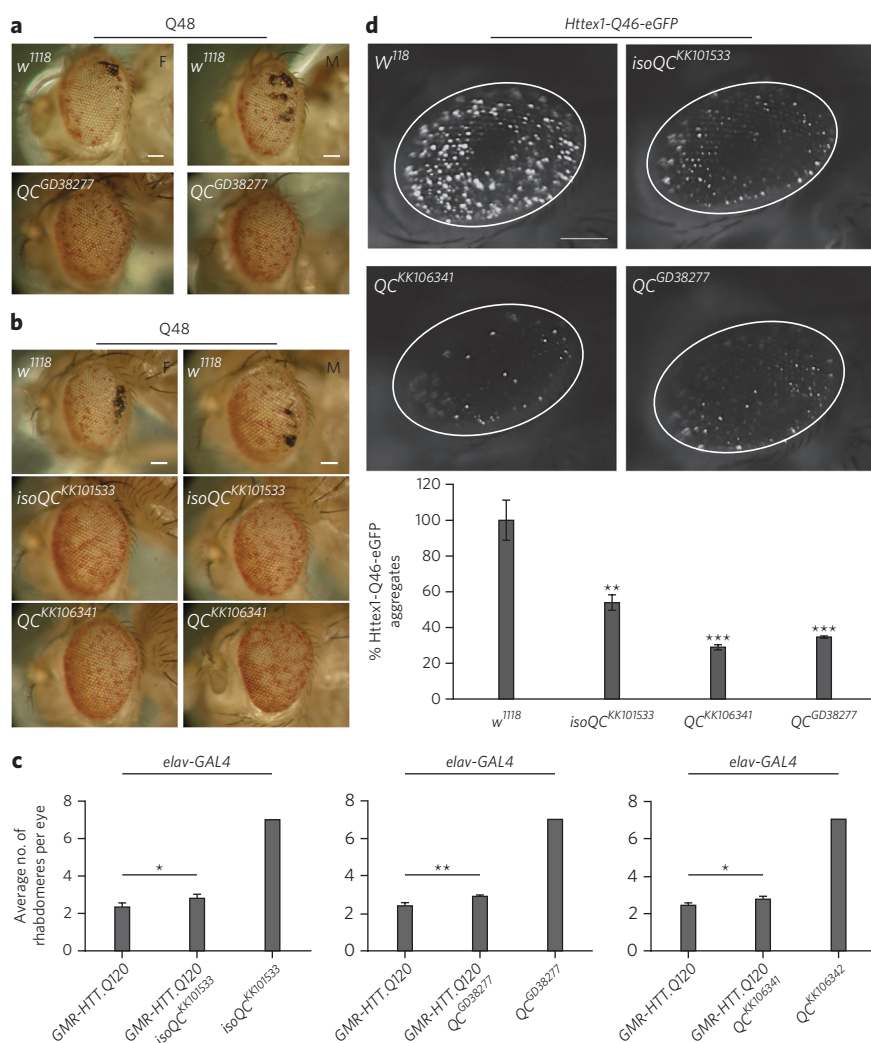 a
Q48
w1118
F
w1118
M
QCGD38277
QCGD38277
b
Q48
w1118
F
w1118
M
isoQCKK101533
isoQCKK101533
QCKK106341
QCKK106341
d
Httex1-Q46-eGFP
W118
isoQCKK101533
QCKK106341
QCGD38277
% Httex1-Q46-eGFP
aggregates
120
100
80
60
40
20
0
**
***
***
w1118
isoQCKK101533
QCKK106341
QCGD38277
c
elav-GAL4
Average no. of
rhabdomeres per eye
8
6
4
2
0
*
GMR-HTT.Q120
GMR-HTT.Q120
isoQCKK101533
isoQCKK101533
elav-GAL4
8
6
4
2
0
**
GMR-HTT.Q120
GMR-HTT.Q120
QCGD38277
QCGD38277
elav-GAL4
8
6
4
2
0
*
GMR-HTT.Q120
GMR-HTT.Q120
QCKK106341
QCKK106342